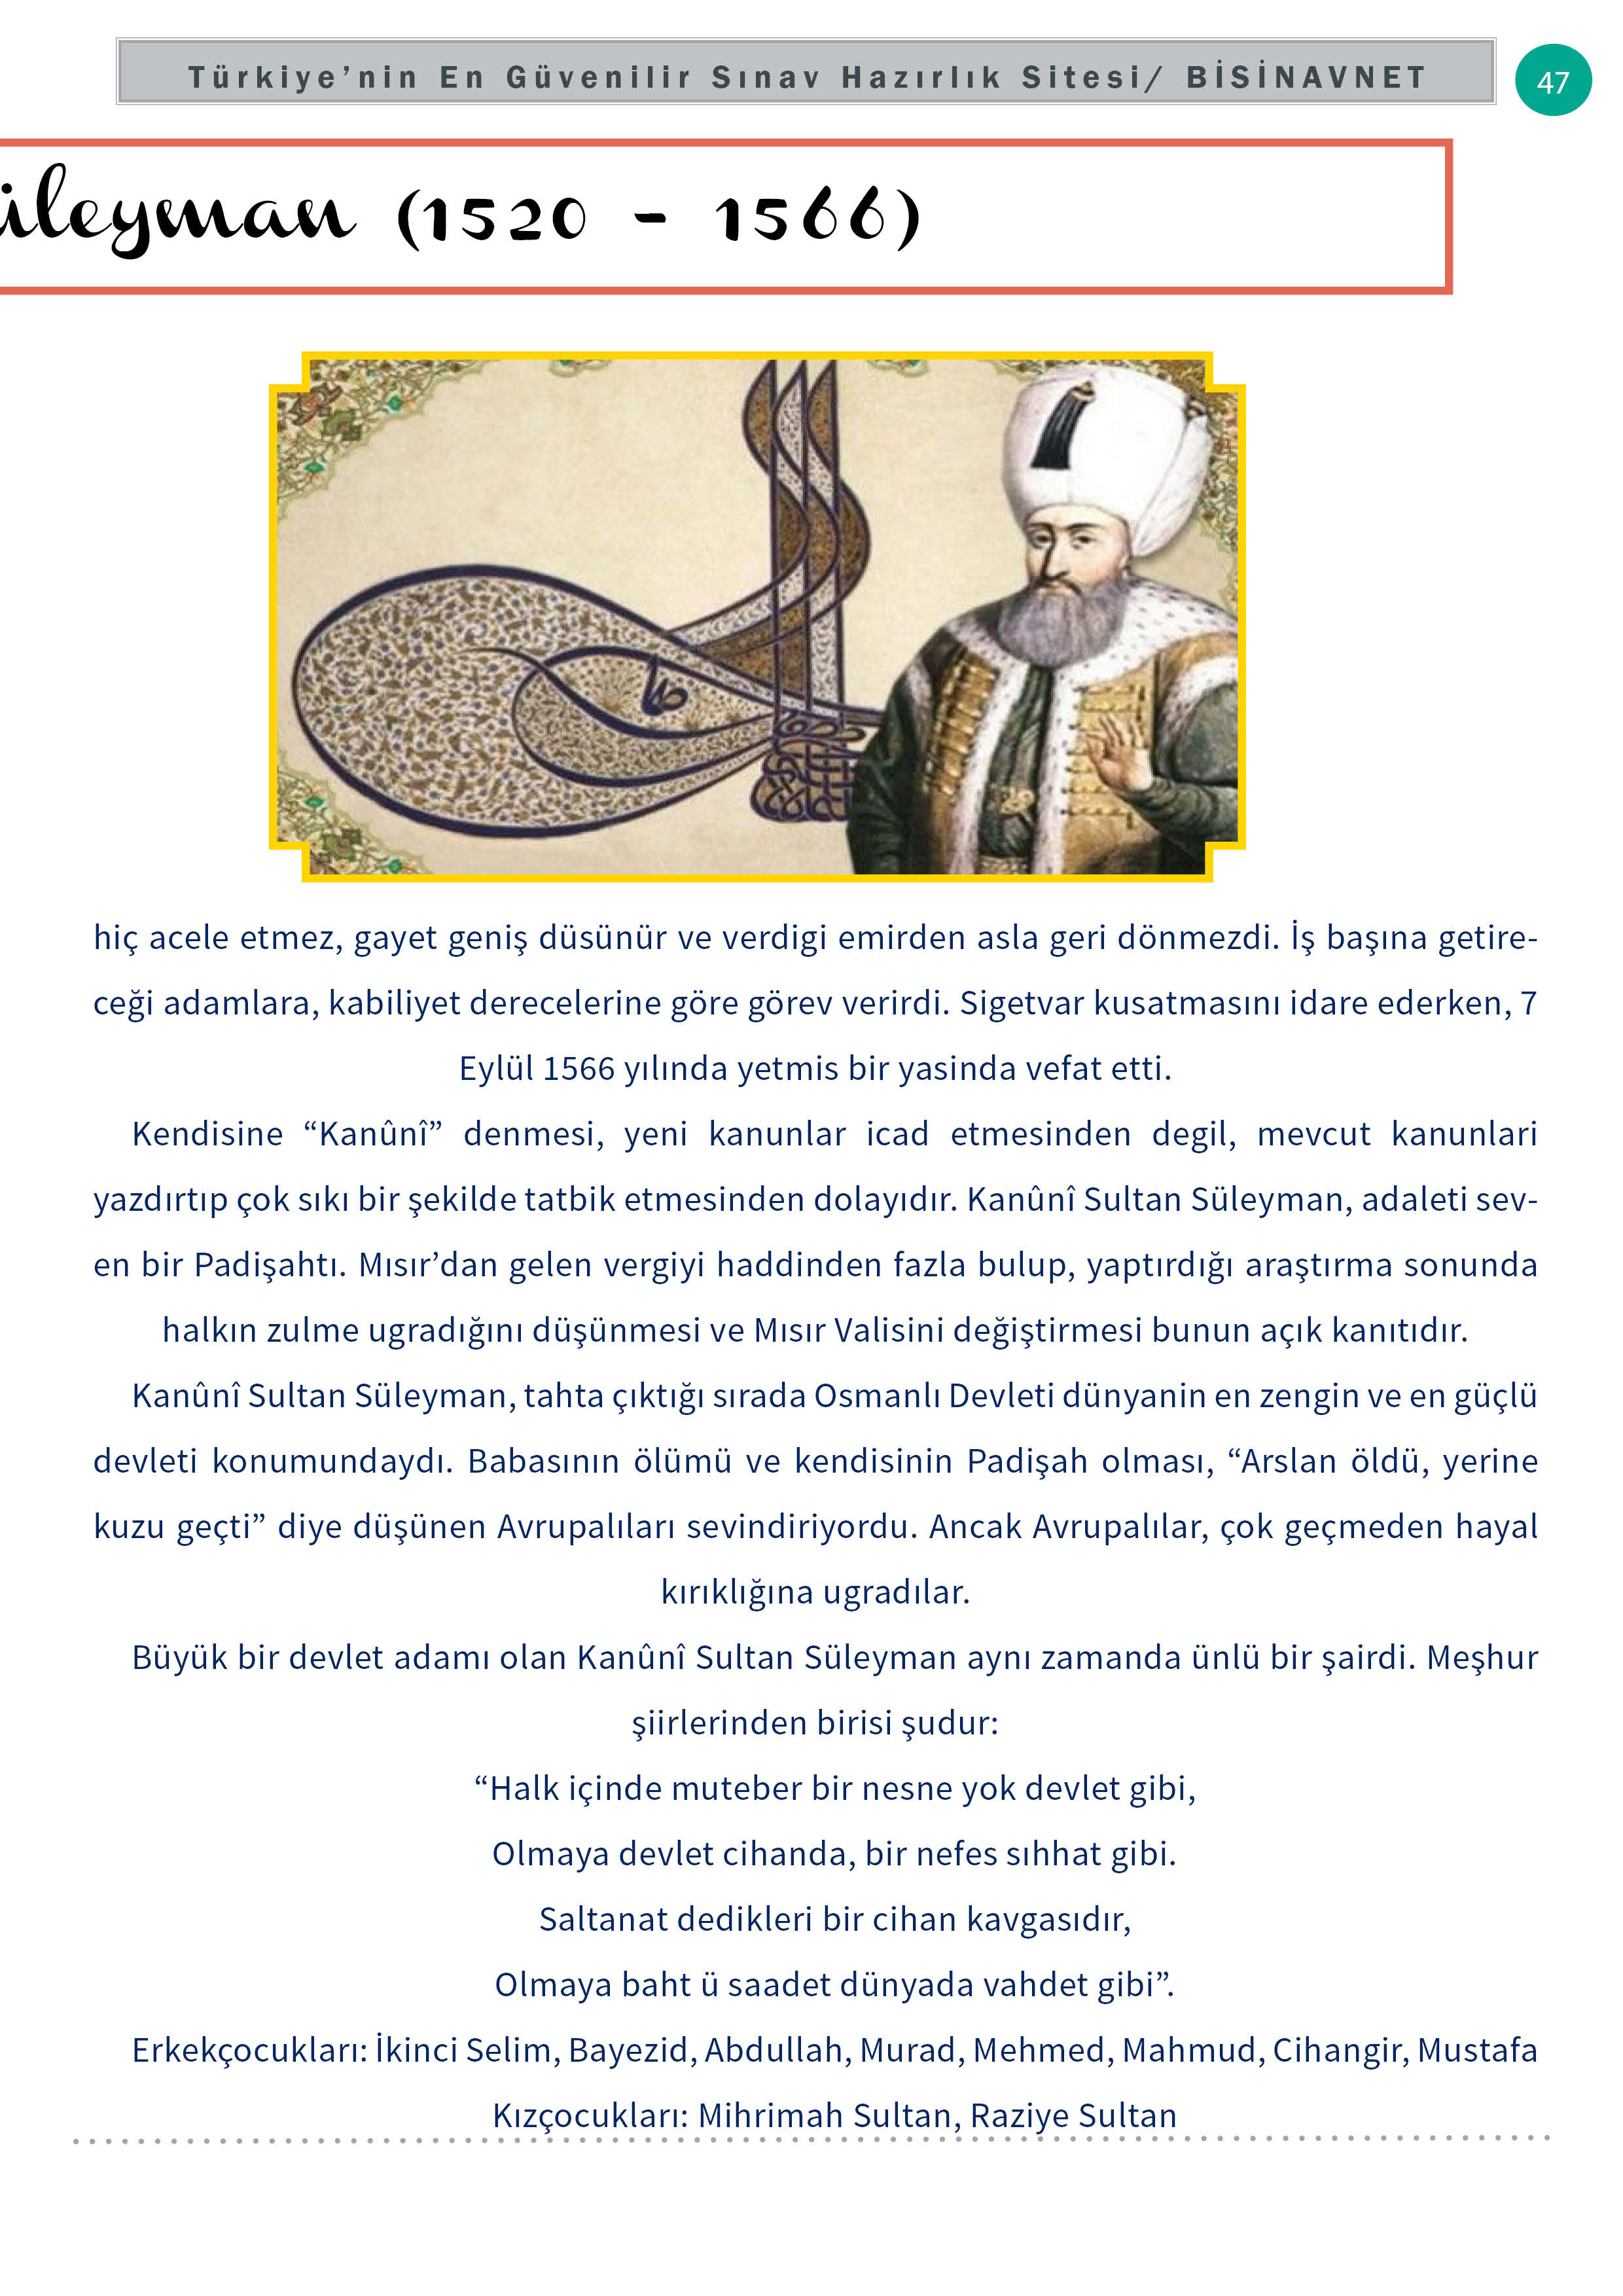 Türkiye’nin En Güvenilir Sınav Hazırlık Sitesi/ BİSİNAVNET
47
üleyman (1520 - 1566)
hiç acele etmez, gayet geniş düsünür ve verdigi emirden asla geri dönmezdi. İş başına getire-
ceği adamlara, kabiliyet derecelerine göre görev verirdi. Sigetvar kusatmasını idare ederken, 7
Eylül 1566 yılında yetmis bir yasinda vefat etti.
Kendisine “Kanûnî” denmesi, yeni kanunlar icad etmesinden degil, mevcut kanunlari
yazdırtıp çok sıkı bir şekilde tatbik etmesinden dolayıdır. Kanûnî Sultan Süleyman, adaleti sev-
en bir Padişahtı. Mısır’dan gelen vergiyi haddinden fazla bulup, yaptırdığı araştırma sonunda
halkın zulme ugradığını düşünmesi ve Mısır Valisini değiştirmesi bunun açık kanıtıdır.
Kanûnî Sultan Süleyman, tahta çıktığı sırada Osmanlı Devleti dünyanin en zengin ve en güçlü
devleti konumundaydı. Babasının ölümü ve kendisinin Padişah olması, “Arslan öldü, yerine
kuzu geçti” diye düşünen Avrupalıları sevindiriyordu. Ancak Avrupalılar, çok geçmeden hayal
kırıklığına ugradılar.
Büyük bir devlet adamı olan Kanûnî Sultan Süleyman aynı zamanda ünlü bir şairdi. Meşhur
şiirlerinden birisi şudur:
“Halk içinde muteber bir nesne yok devlet gibi,
Olmaya devlet cihanda, bir nefes sıhhat gibi.
Saltanat dedikleri bir cihan kavgasıdır,
Olmaya baht ü saadet dünyada vahdet gibi”.
Erkekçocukları: İkinci Selim, Bayezid, Abdullah, Murad, Mehmed, Mahmud, Cihangir, Mustafa
Kızçocukları: Mihrimah Sultan, Raziye Sultan